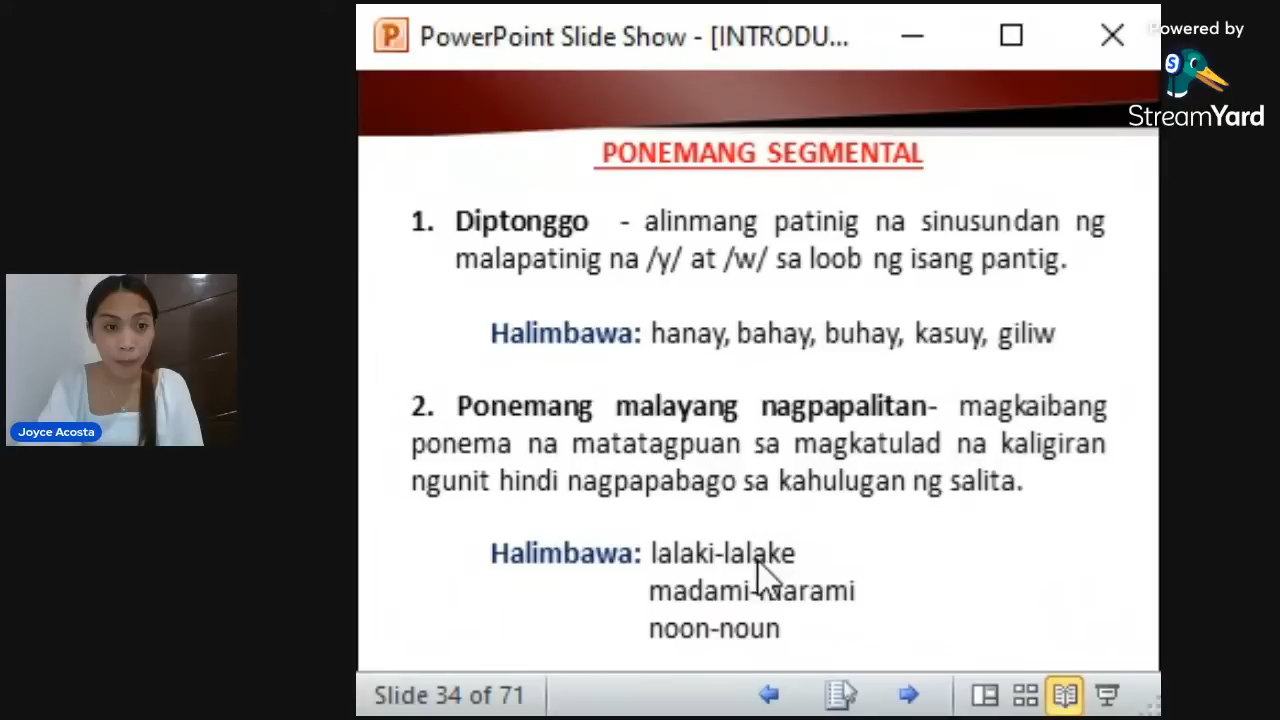 PowerPoint Slide Show - [INTRODU...
Powered by
StreamYard
PONEMANG SEGMENTAL
1. Diptonggo - alinmang patinig na sinusundan ng
malapatinig na /y/ at /w/ sa loob ng isang pantig.
Halimbawa: hanay, bahay, buhay, kasuy, giliw
2. Ponemang malayang nagpapalitan- magkaibang
ponema na matatagpuan sa magkatulad na kaligiran
ngunit hindi nagpapabago sa kahulugan ng salita.
Halimbawa: lalaki-lalake
madami-marami
noon-noun
Joyce Acosta
Slide 34 of 71